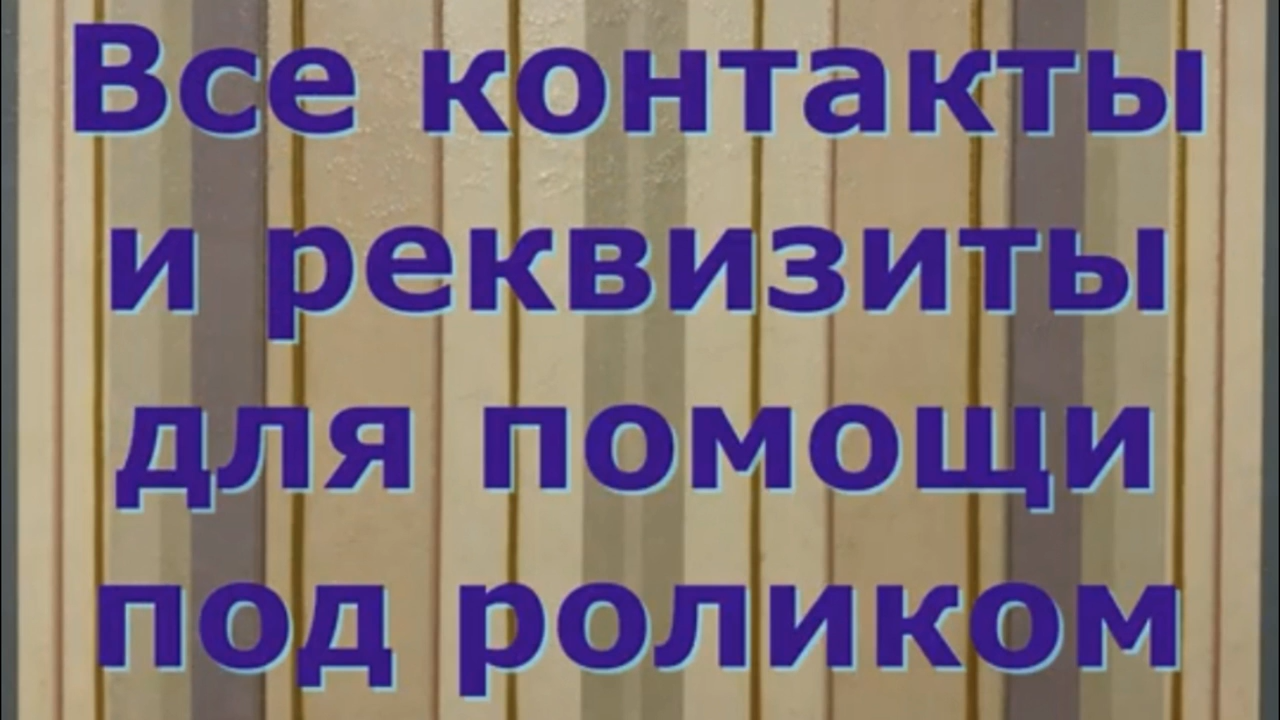 Все контакты
и реквизиты
для помощи
под роликом